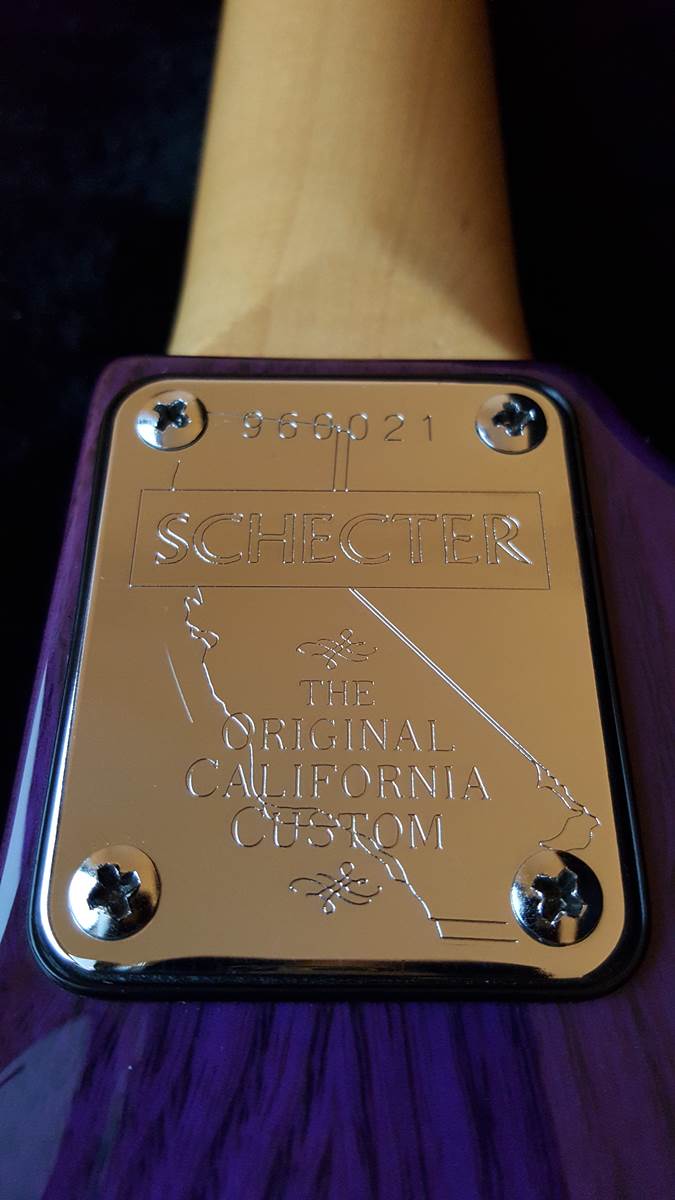 960021
SCHECTER
THE
ORIGINAL
CALIFORNIA
CUSTOM